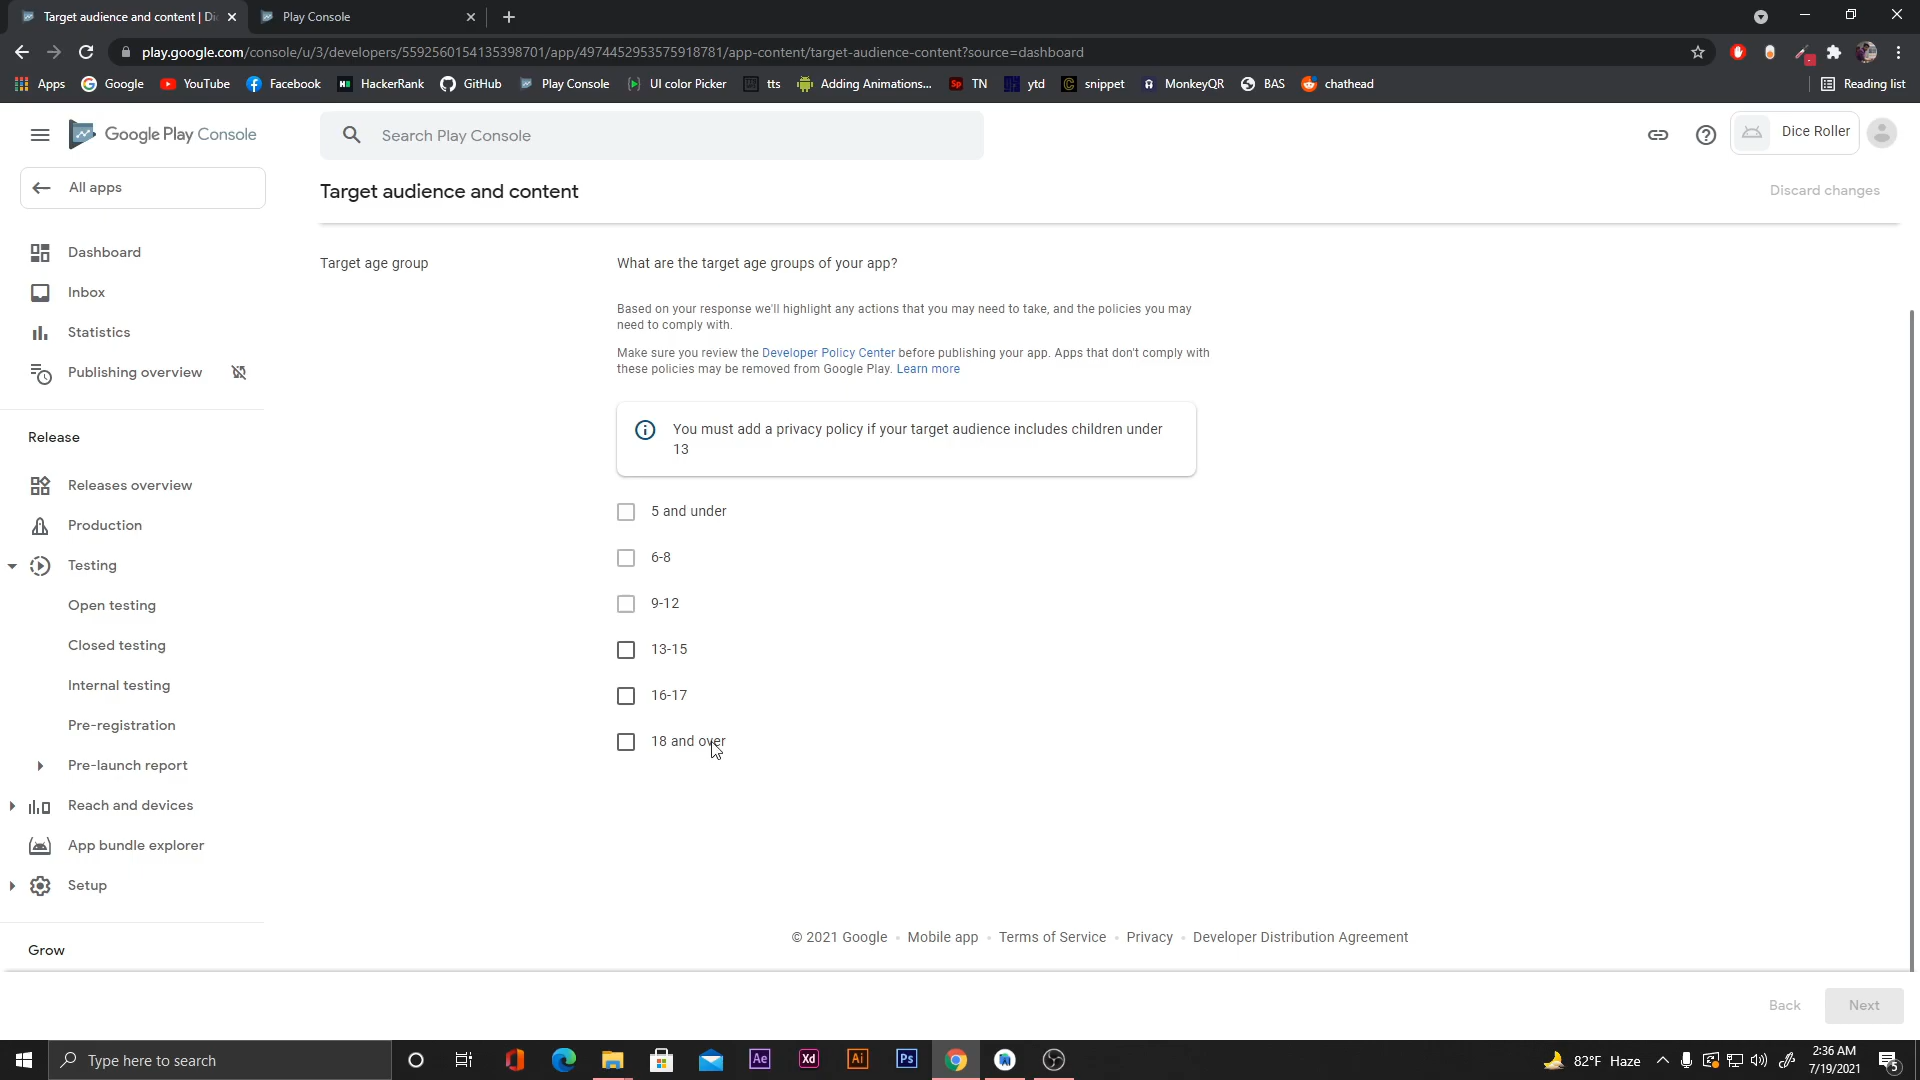 Target audience and content | Di
Play Console
play.google.com/console/u/3/developers/5592560154135398701/app/4974452953575918781/app-content/target-audience-content?source=dashboard
Apps
Google
YouTube
Facebook
HackerRank
GitHub
Play Console
UI color Picker
tts
Adding Animations...
TN
ytd
snippet
MonkeyQR
BAS
chathead
Reading list
Google Play Console
Search Play Console
Dice Roller
All apps
Target audience and content
Discard changes
Dashboard
Inbox
Statistics
Publishing overview
Release
Releases overview
Production
Testing
Open testing
Closed testing
Internal testing
Pre-registration
Pre-launch report
Reach and devices
App bundle explorer
Setup
Grow
Target age group
What are the target age groups of your app?
Based on your response we'll highlight any actions that you may need to take, and the policies you may
need to comply with.
Make sure you review the Developer Policy Center before publishing your app. Apps that don't comply with
these policies may be removed from Google Play. Learn more
You must add a privacy policy if your target audience includes children under
13
5 and under
6-8
9-12
13-15
16-17
18 and over
© 2021 Google
Mobile app
Terms of Service
Privacy
Developer Distribution Agreement
Back
Next
Type here to search
Ae
Xd
Ai
Ps
82°F Haze
2:36 AM
7/19/2021
5